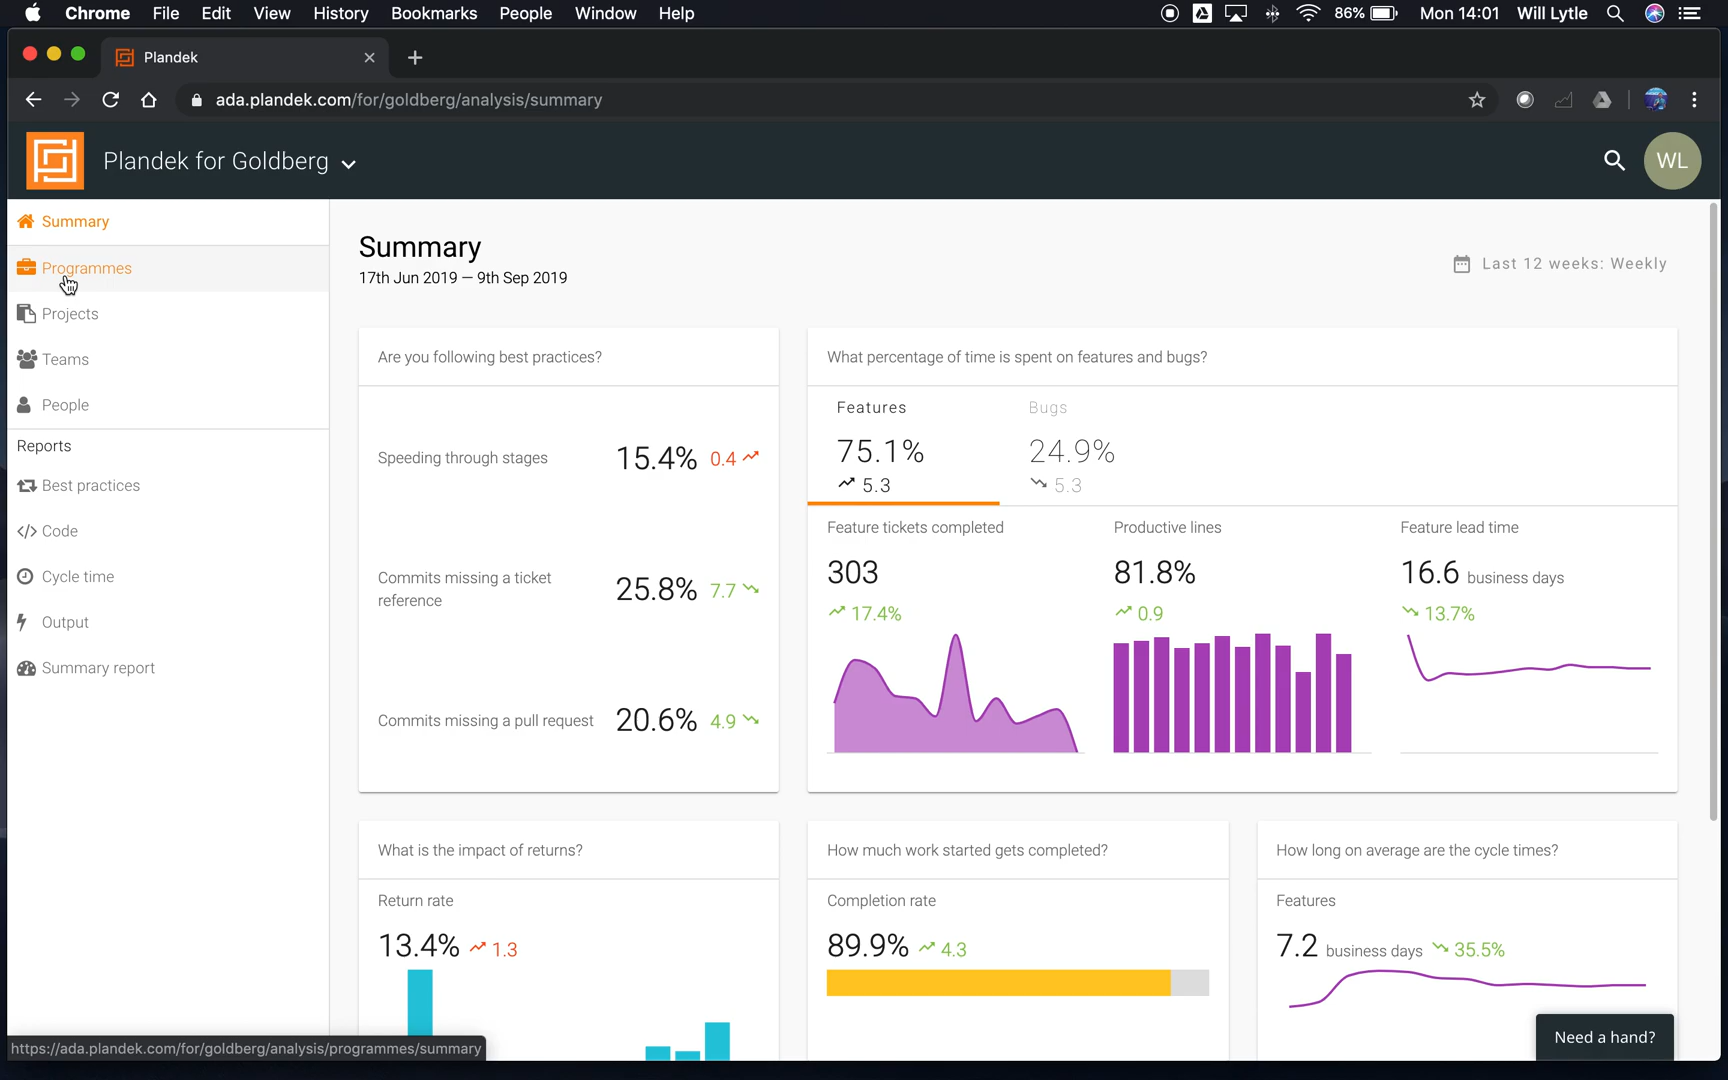 Chrome File Edit View History Bookmarks People Window Help 86% Mon 14:01 Will Lytle
Plandek
ada.plandek.com/for/goldberg/analysis/summary
Plandek for Goldberg
WL
Summary
Programmes
Projects
Teams
People
Reports
Best practices
Code
Cycle time
Output
Summary report
Summary
17th Jun 2019 — 9th Sep 2019
Last 12 weeks: Weekly
Are you following best practices?
Speeding through stages 15.4% 0.4
Commits missing a ticket
reference
25.8% 7.7
Commits missing a pull request 20.6% 4.9
What percentage of time is spent on features and bugs?
Features Bugs
75.1% 24.9%
5.3 5.3
Feature tickets completed Productive lines Feature lead time
303 81.8% 16.6 business days
17.4% 0.9 13.7%
What is the impact of returns?
Return rate
13.4% 1.3
How much work started gets completed?
Completion rate
89.9% 4.3
How long on average are the cycle times?
Features
7.2 business days 35.5%
Need a hand?
https://ada.plandek.com/for/goldberg/analysis/programmes/summary